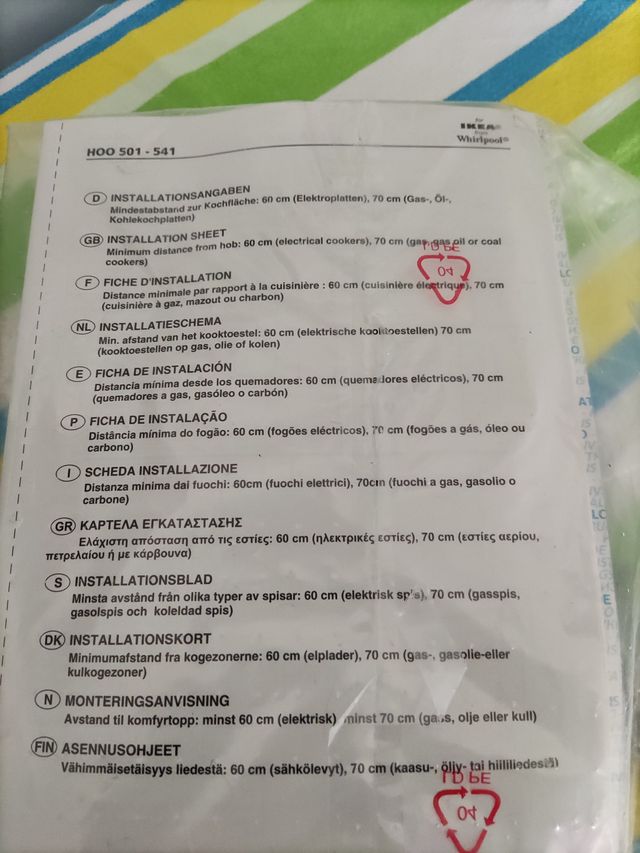 for
IKEA®
from
Whirlpool®
HOO 501 - 541
D INSTALLATIONSANGABEN
Mindestabstand zur Kochfläche: 60 cm (Elektroplatten), 70 cm (Gas-, Öl-,
Kohlekochplatten)
GB INSTALLATION SHEET
Minimum distance from hob: 60 cm (electrical cookers), 70 cm (gas, gas oil or coal
cookers)
F FICHE D'INSTALLATION
Distance minimale par rapport à la cuisinière : 60 cm (cuisinière électrique), 70 cm
(cuisinière à gaz, mazout ou charbon)
NL INSTALLATIESCHEMA
Min. afstand van het kooktoestel: 60 cm (elektrische kooktoestellen) 70 cm
(kooktoestellen op gas, olie of kolen)
E FICHA DE INSTALACIÓN
Distancia mínima desde los quemadores: 60 cm (quemadores eléctricos), 70 cm
(quemadores a gas, gasóleo o carbón)
P FICHA DE INSTALAÇÃO
Distância mínima do fogão: 60 cm (fogões eléctricos), 70 cm (fogões a gás, óleo ou
carbono)
I SCHEDA INSTALLAZIONE
Distanza minima dai fuochi: 60cm (fuochi elettrici), 70cm (fuochi a gas, gasolio o
carbone)
GR ΚΑΡΤΕΛΑ ΕΓΚΑΤΑΣΤΑΣΗΣ
Ελάχιστη απόσταση από τις εστίες: 60 cm (ηλεκτρικές εστίες), 70 cm (εστίες αερίου,
πετρελαίου ή με κάρβουνα)
S INSTALLATIONSBLAD
Minsta avstånd från olika typer av spisar: 60 cm (elektrisk spis), 70 cm (gasspis,
gasolspis och koleldad spis)
DK INSTALLATIONKORT
Minimumafstand fra kogezonerne: 60 cm (elplader), 70 cm (gas-, gasolie-eller
kulkogezoner)
N MONTERINGSANVISNING
Avstand til komfyrtopp: minst 60 cm (elektrisk) minst 70 cm (gass, olje eller kull)
FIN ASENNUSOHJEET
Vähimmäisetäisyys liedestä: 60 cm (sähkölevyt), 70 cm (kaasu-, öljy- tai hiililiedestä)
04
04